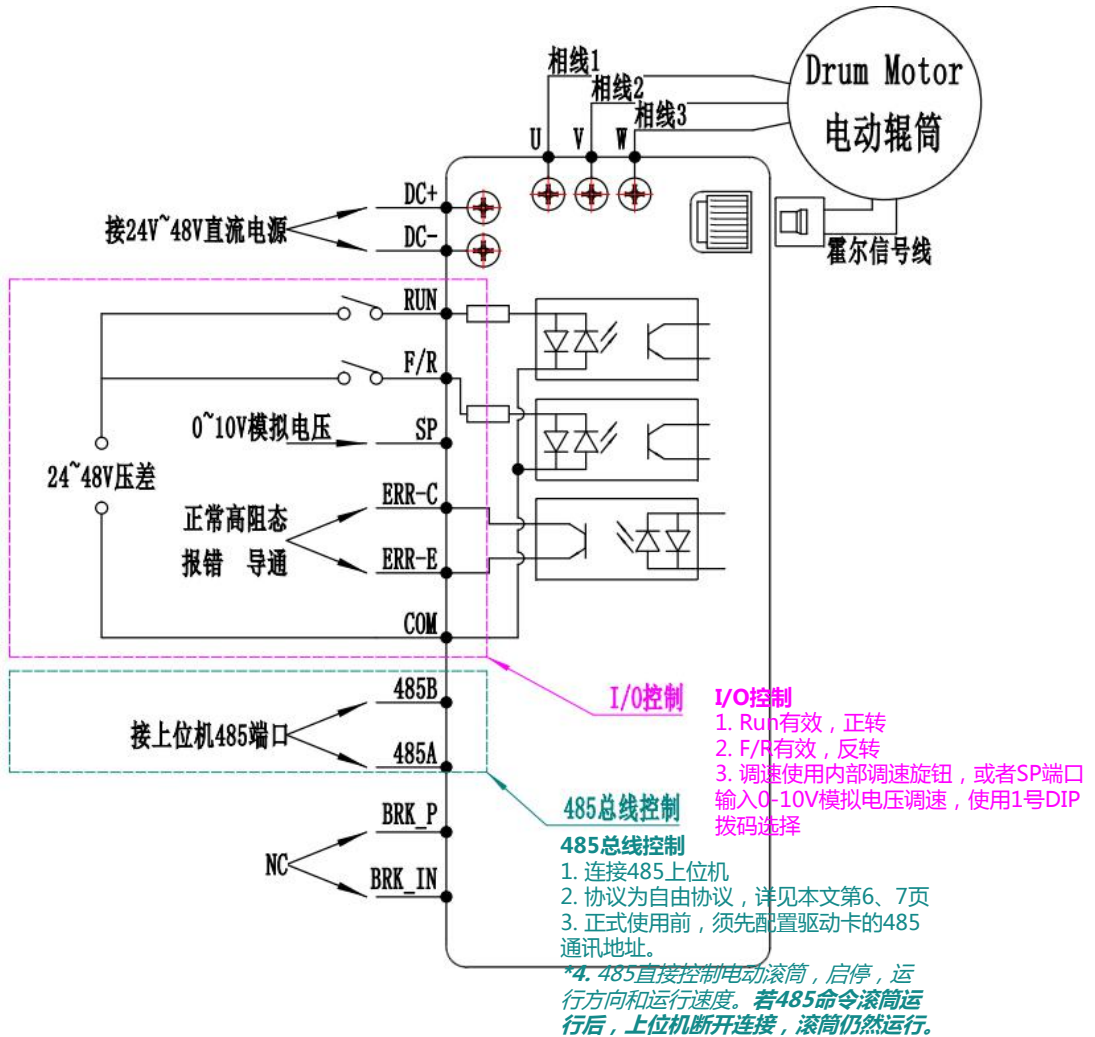 相线1
相线2
相线3
Drum Motor
电动辊筒
U
V
W
DC+
DC-
接24V~48V直流电源
霍尔信号线
RUN
F/R
0~10V模拟电压
SP
24~48V压差
ERR-C
正常高阻态
报错 导通
ERR-E
COM
I/O控制
485B
接上位机485端口
485A
485总线控制
BRK_P
NC
BRK_IN
I/O控制
1. Run有效，正转
2. F/R有效，反转
3. 调速使用内部调速旋钮，或者SP端口
输入0-10V模拟电压调速，使用1号DIP
拨码选择
485总线控制
1. 连接485上位机
2. 协议为自由协议，详见本文第6、7页
3. 正式使用前，须先配置驱动卡的485
通讯地址。
*4. 485直接控制电动滚筒，启停，运
行方向和运行速度。若485命令滚筒运
行后，上位机断开连接，滚筒仍然运行。